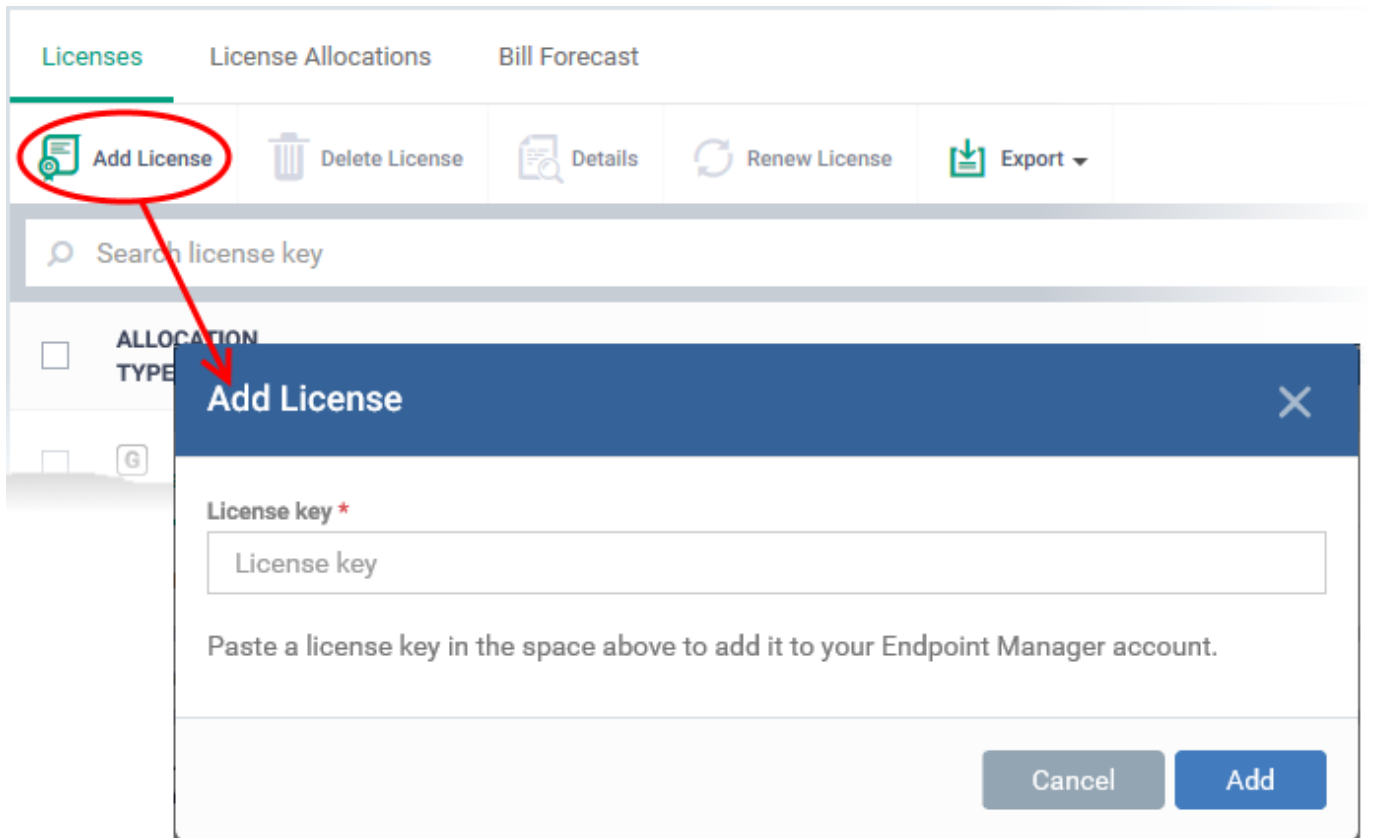 Licenses License Allocations Bill Forecast
Add License Delete License Details Renew License Export
Search license key
ALLOCATION
TYPE
G
Add License
License key *
License key
Paste a license key in the space above to add it to your Endpoint Manager account.
Cancel Add